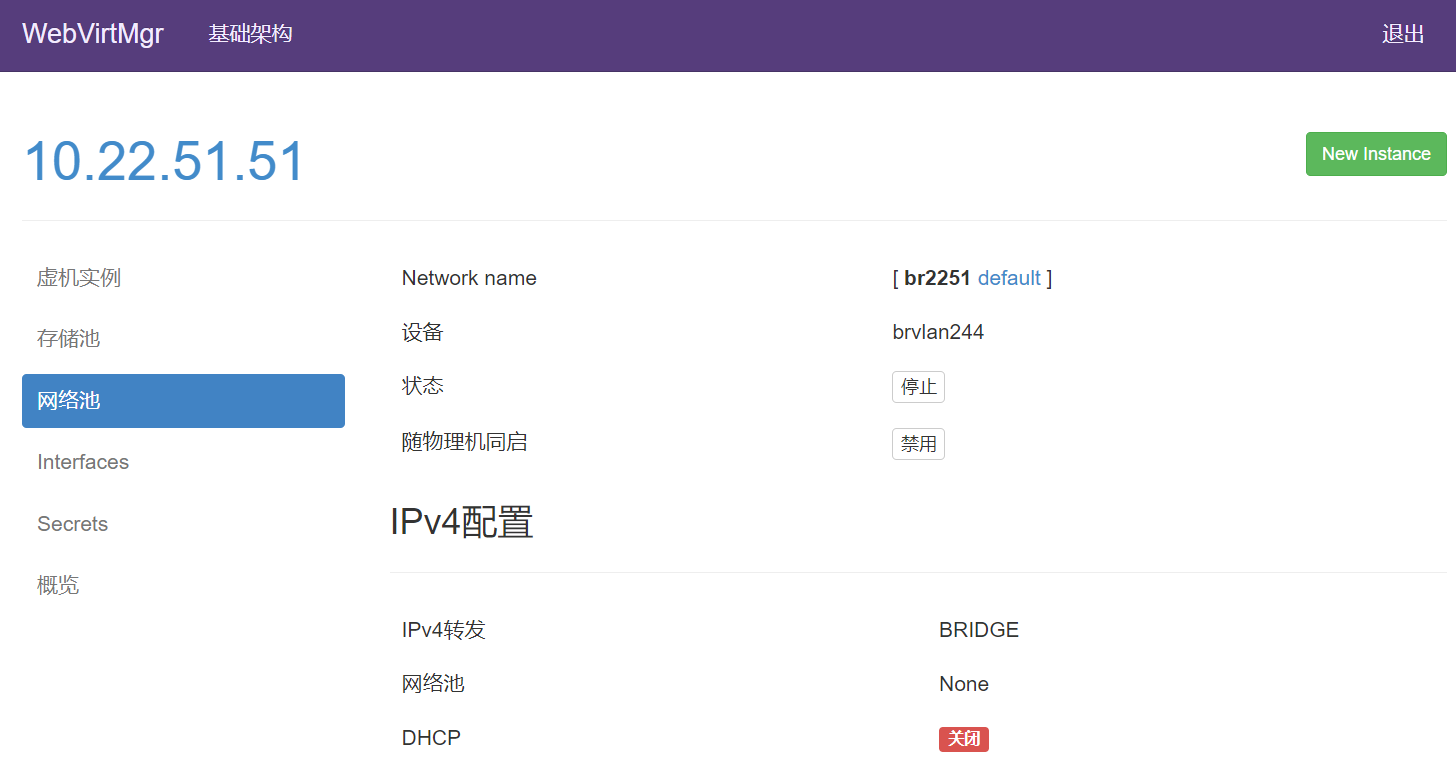 WebVirtMgr 基础架构 退出
10.22.51.51 New Instance
虚机实例
存储池
网络池
Interfaces
Secrets
概览
Network name [ br2251 default ]
设备 brvlan244
状态 停止
随物理机同启 禁用
IPv4配置
IPv4转发 BRIDGE
网络池 None
DHCP 关闭